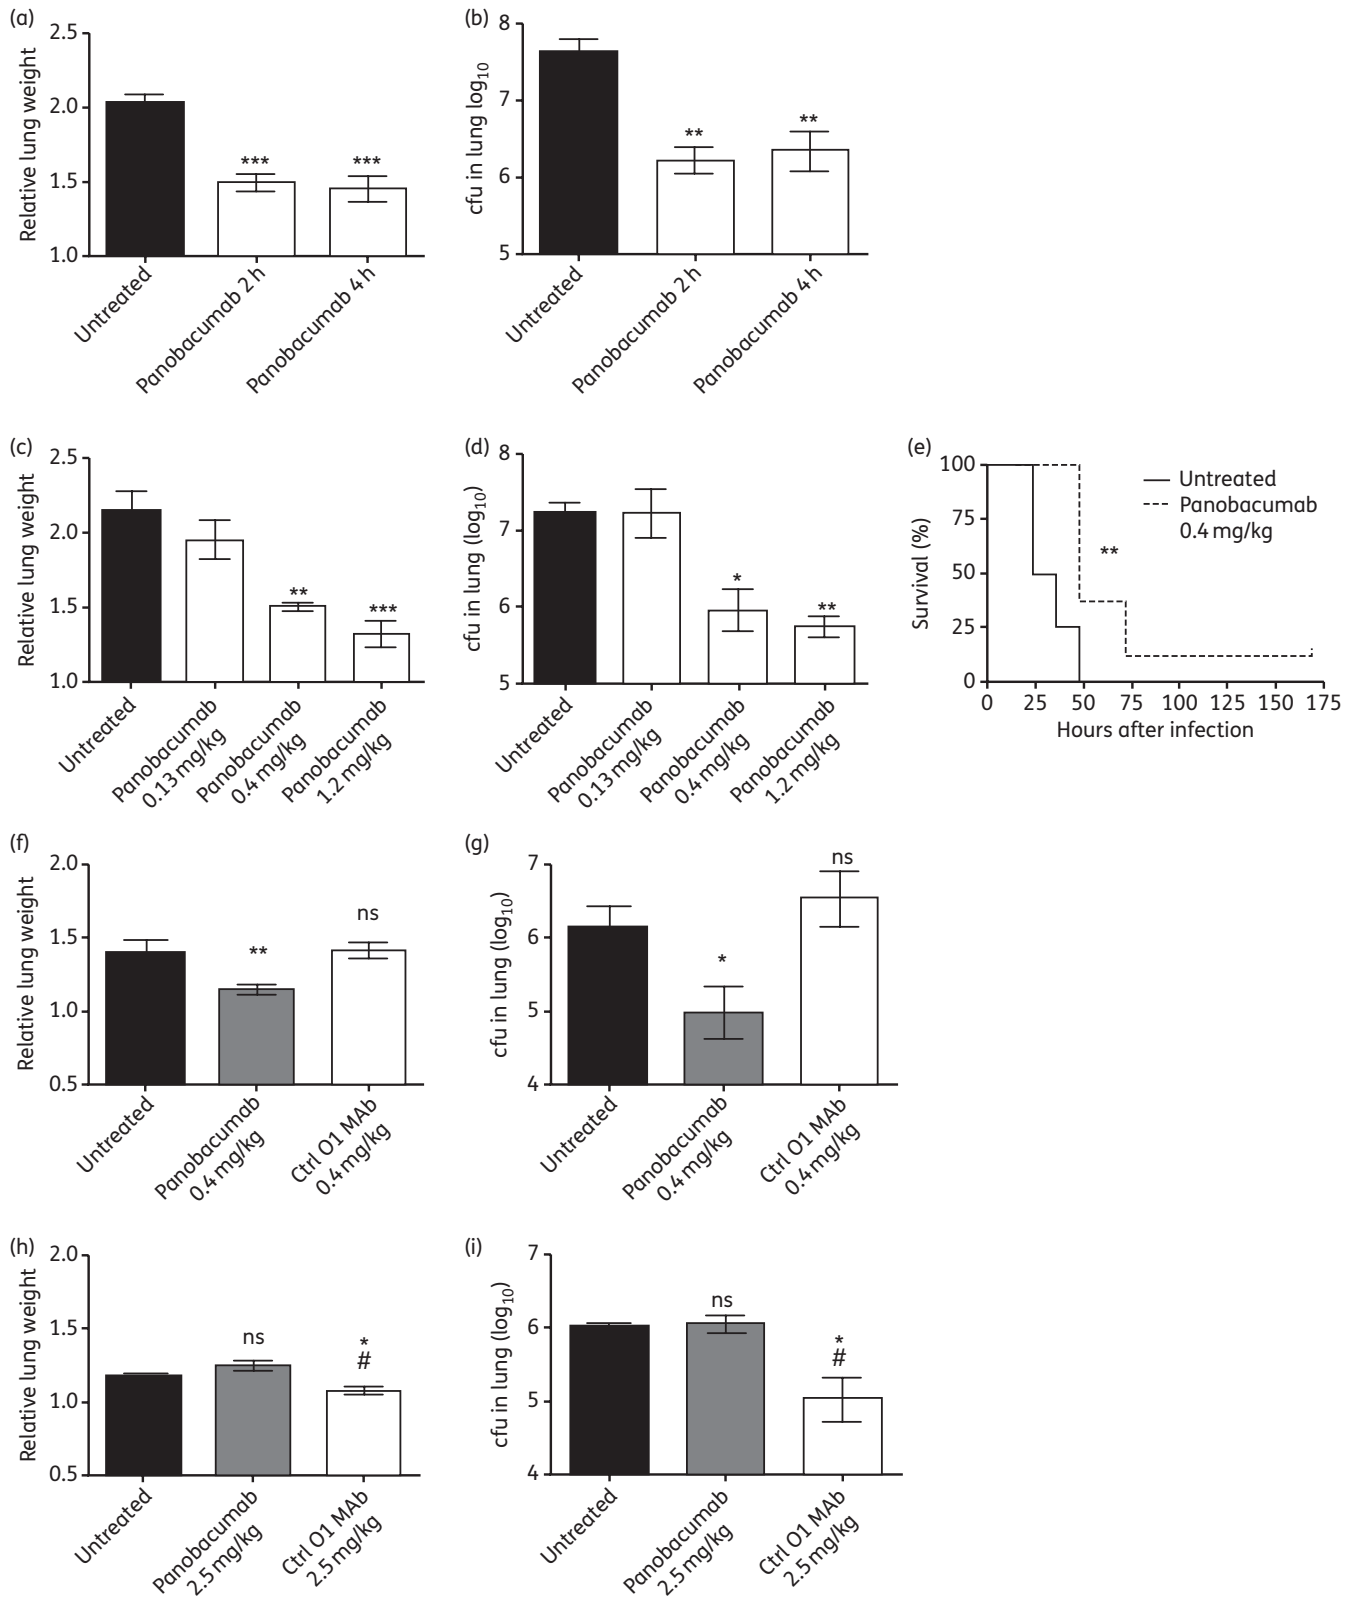 (a)
Relative lung weight
2.5
2.0
1.5
1.0
***
***
Untreated
Panobacumab 2 h
Panobacumab 4 h
(b)
cfu in lung log10
8
7
6
5
**
**
Untreated
Panobacumab 2 h
Panobacumab 4 h
(c)
Relative lung weight
2.5
2.0
1.5
1.0
**
***
Untreated
Panobacumab
0.13 mg/kg
Panobacumab
0.4 mg/kg
Panobacumab
1.2 mg/kg
(d)
cfu in lung (log10)
8
7
6
5
*
**
Untreated
Panobacumab
0.13 mg/kg
Panobacumab
0.4 mg/kg
Panobacumab
1.2 mg/kg
(e)
Survival (%)
100
75
50
25
0
Untreated
Panobacumab
0.4 mg/kg
**
0 25 50 75 100 125 150 175
Hours after infection
(f)
Relative lung weight
2.0
1.5
1.0
0.5
**
ns
Untreated
Panobacumab
0.4 mg/kg
Ctrl O1 MAb
0.4 mg/kg
(g)
cfu in lung (log10)
7
6
5
4
*
ns
Untreated
Panobacumab
0.4 mg/kg
Ctrl O1 MAb
0.4 mg/kg
(h)
Relative lung weight
2.0
1.5
1.0
0.5
ns
*
#
Untreated
Panobacumab
2.5 mg/kg
Ctrl O1 MAb
2.5 mg/kg
(i)
cfu in lung (log10)
7
6
5
4
ns
*
#
Untreated
Panobacumab
2.5 mg/kg
Ctrl O1 MAb
2.5 mg/kg